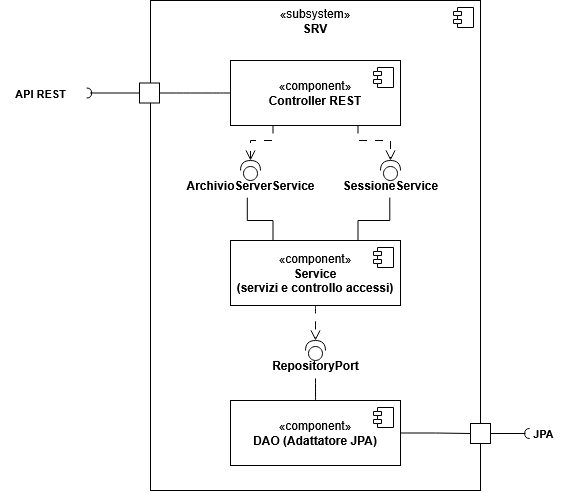 «subsystem»
SRV
API REST
«component»
Controller REST
ArchivioServerService
SessioneService
«component»
Service
(servizi e controllo accessi)
RepositoryPort
«component»
DAO (Adattatore JPA)
JPA